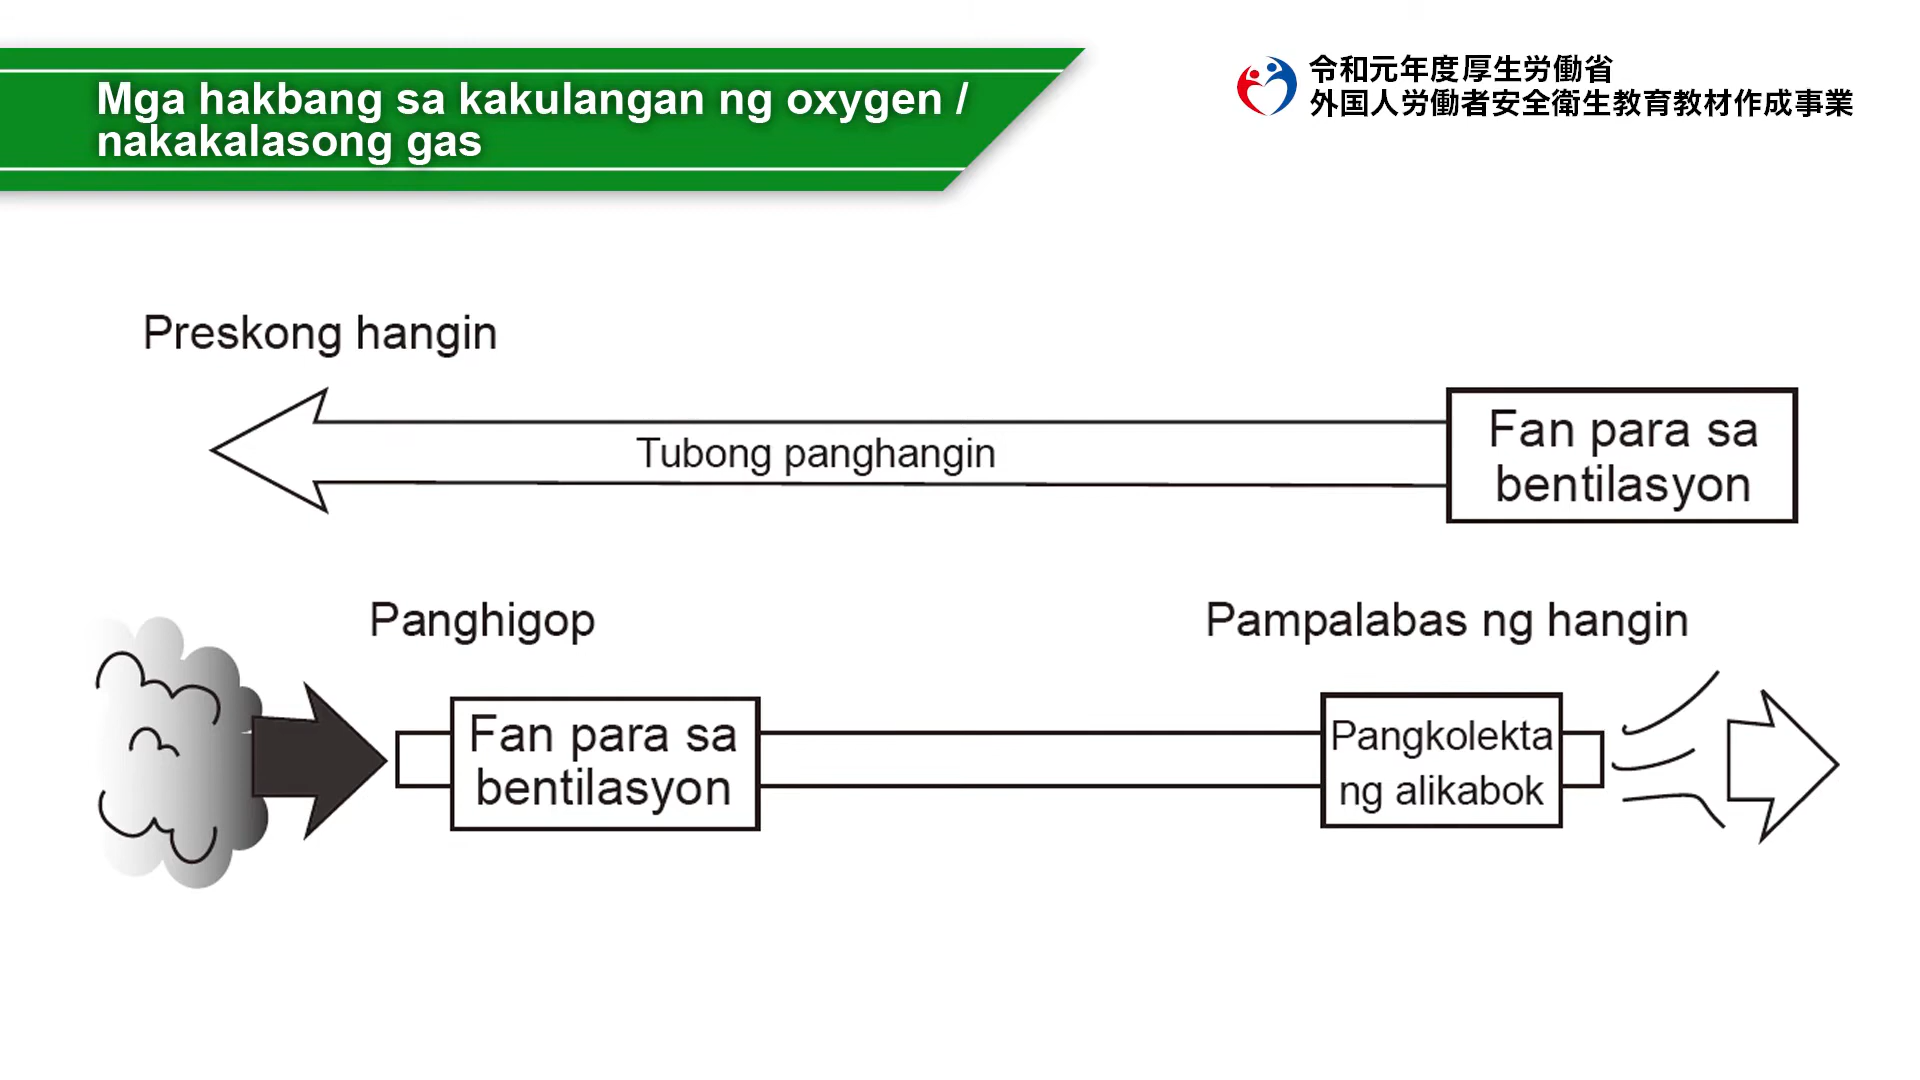 Mga hakbang sa kakulangan ng oxygen /
nakakalasong gas
令和元年度厚生労働省
外国人労働者安全衛生教育教材作成事業
Preskong hangin
Tubong panghangin
Fan para sa
bentilasyon
Panghigop
Pampalabas ng hangin
Fan para sa
bentilasyon
Pangkolekta
ng alikabok